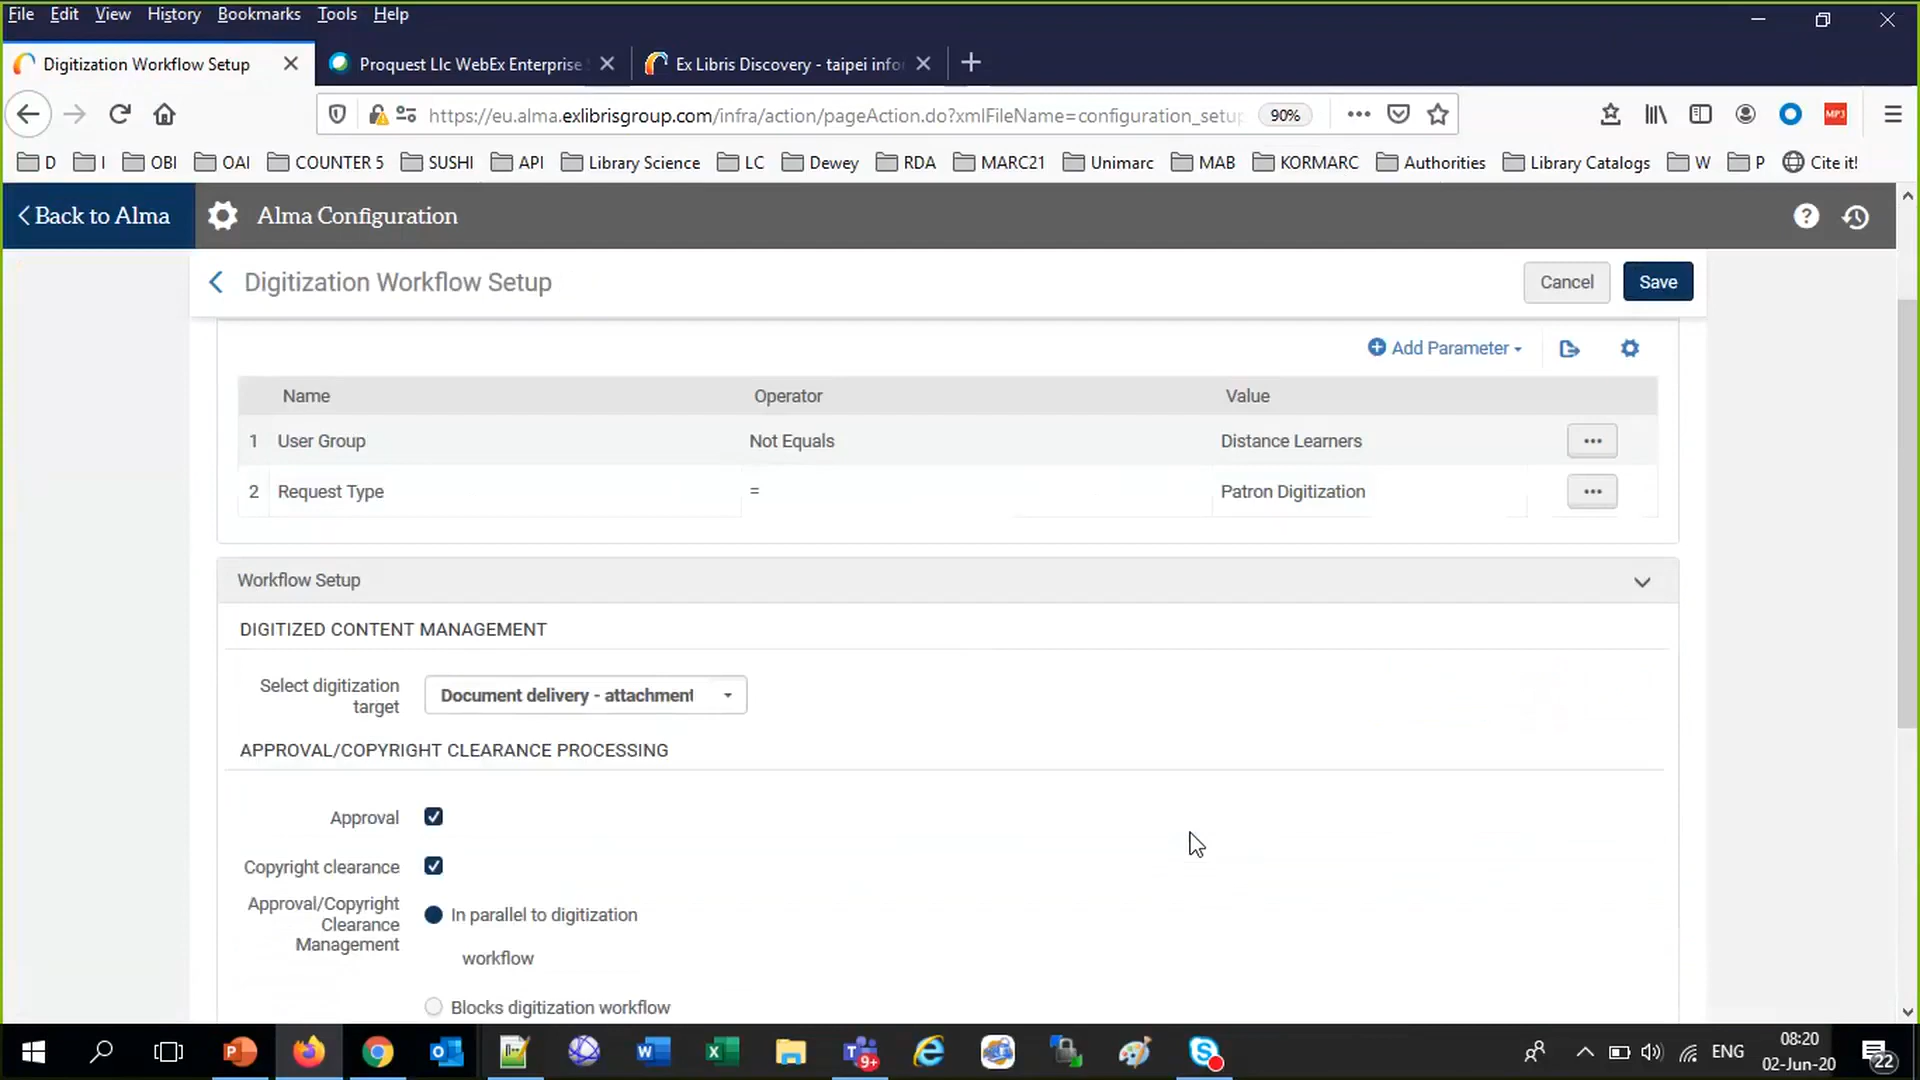 File Edit View History Bookmarks Tools Help
Digitization Workflow Setup
Proquest Llc WebEx Enterprise
Ex Libris Discovery - taipei info
https://eu.alma.exlibrisgroup.com/infra/action/pageAction.do?xmlFileName=configuration_setu
90%
MP3
D I OBI OAI COUNTER 5 SUSHI API Library Science LC Dewey RDA MARC21 Unimarc MAB KORMARC Authorities Library Catalogs W P Cite it!
Back to Alma
Alma Configuration
Digitization Workflow Setup
Cancel
Save
Add Parameter
Name Operator Value
1 User Group Not Equals Distance Learners
2 Request Type = Patron Digitization
Workflow Setup
DIGITIZED CONTENT MANAGEMENT
Select digitization
target
Document delivery - attachment
APPROVAL/COPYRIGHT CLEARANCE PROCESSING
Approval
Copyright clearance
Approval/Copyright
Clearance
Management
In parallel to digitization
workflow
Blocks digitization workflow
9+
ENG
08:20
02-Jun-20
22